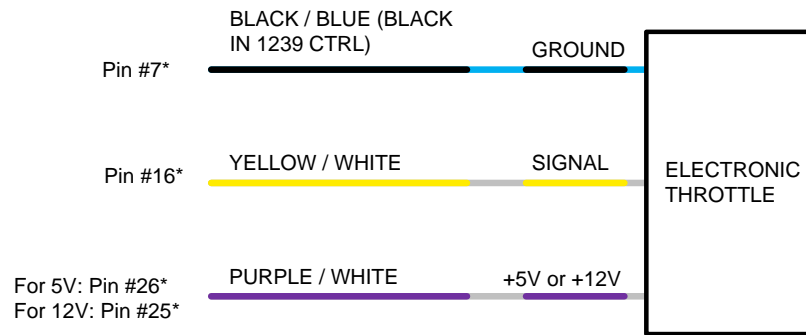 BLACK / BLUE (BLACK
IN 1239 CTRL)
GROUND
Pin #7*
YELLOW / WHITE
SIGNAL
Pin #16*
ELECTRONIC
THROTTLE
PURPLE / WHITE
+5V or +12V
For 5V: Pin #26*
For 12V: Pin #25*